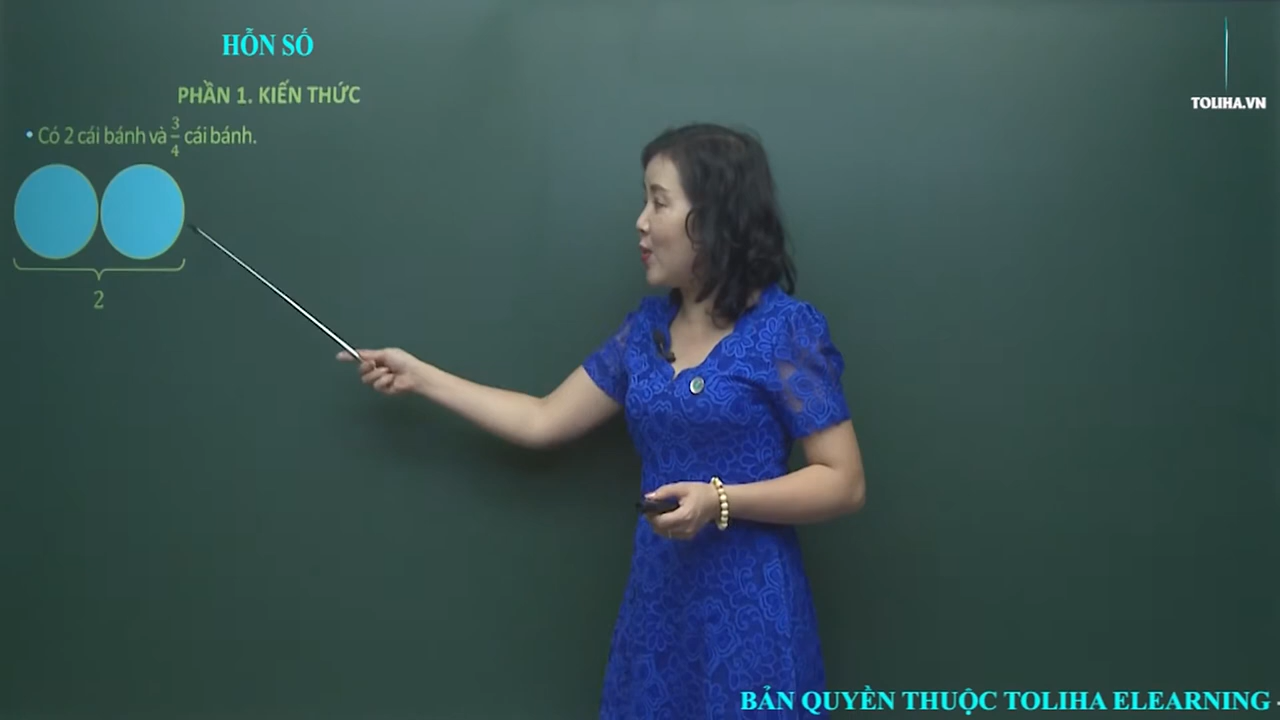 HỖN SỐ
PHẦN 1. KIẾN THỨC
• Có 2 cái bánh và 3/4 cái bánh.
2
TOLIHA.VN
BẢN QUYỀN THUỘC TOLIHA ELEARNING